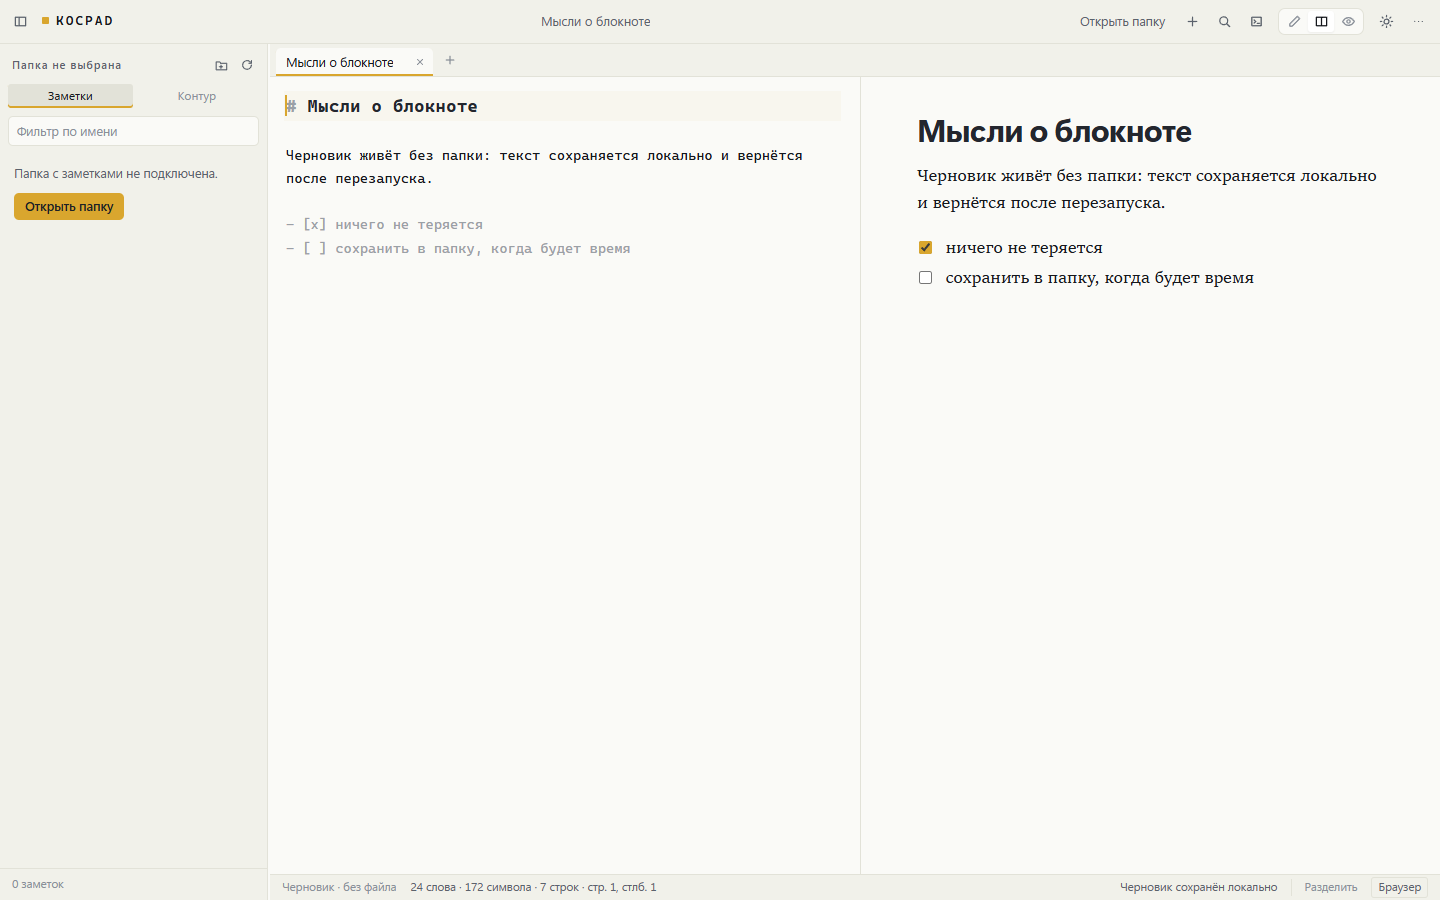 KOCPAD
Мысли о блокноте
Открыть папку
Папка не выбрана
Заметки
Контур
Фильтр по имени
Папка с заметками не подключена.
Открыть папку
0 заметок
Мысли о блокноте
# Мысли о блокноте
Черновик живёт без папки: текст сохраняется локально и вернётся
после перезапуска.
- [x] ничего не теряется
- [ ] сохранить в папку, когда будет время
Мысли о блокноте
Черновик живёт без папки: текст сохраняется локально
и вернётся после перезапуска.
ничего не теряется
сохранить в папку, когда будет время
Черновик · без файла
24 слова · 172 символа · 7 строк · стр. 1, стлб. 1
Черновик сохранён локально
Разделить
Браузер